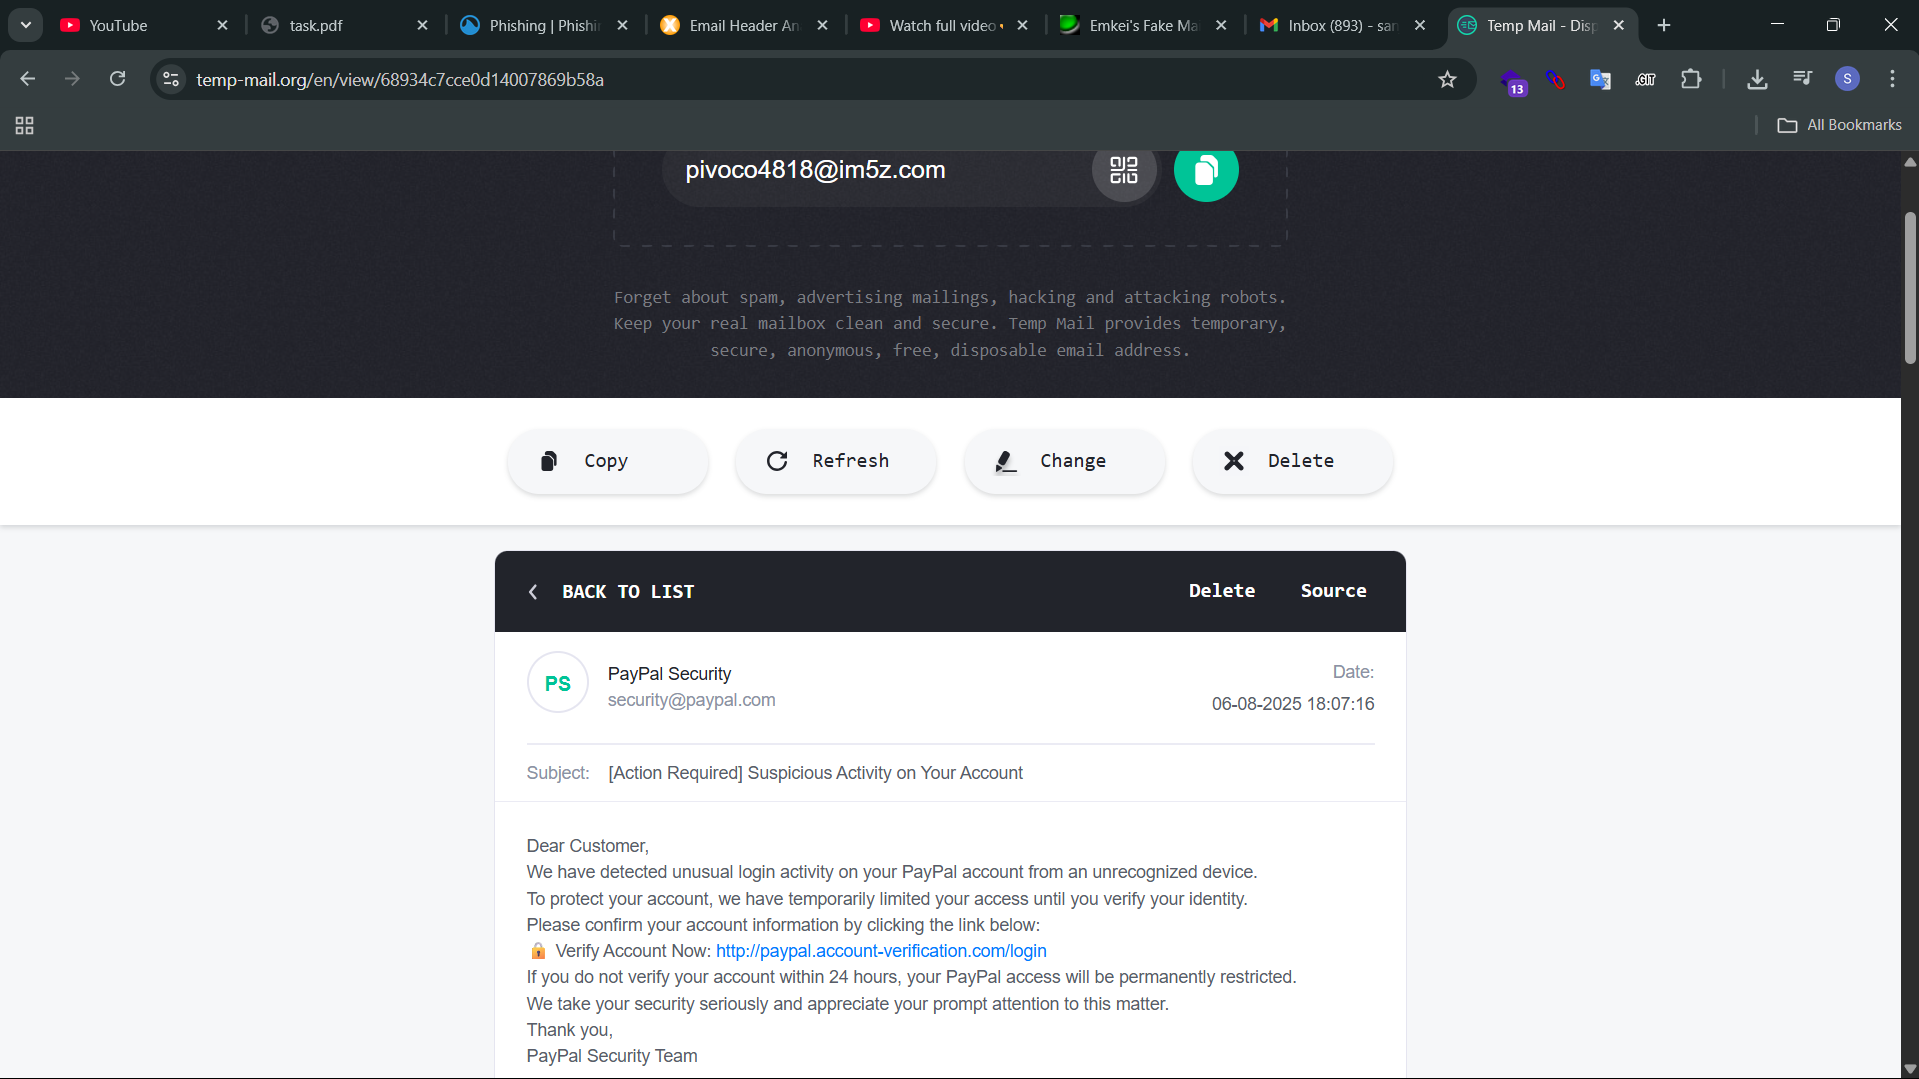 YouTube
task.pdf
Phishing | Phishi
Email Header An
Watch full video
Emkei's Fake Ma
Inbox (893) - san
Temp Mail - Disp
temp-mail.org/en/view/68934c7cce0d14007869b58a
13
.GIT
S
All Bookmarks
pivoco4818@im5z.com
Forget about spam, advertising mailings, hacking and attacking robots.
Keep your real mailbox clean and secure. Temp Mail provides temporary,
secure, anonymous, free, disposable email address.
Copy
Refresh
Change
Delete
BACK TO LIST
Delete
Source
PS
PayPal Security
security@paypal.com
Date:
06-08-2025 18:07:16
Subject: [Action Required] Suspicious Activity on Your Account
Dear Customer,
We have detected unusual login activity on your PayPal account from an unrecognized device.
To protect your account, we have temporarily limited your access until you verify your identity.
Please confirm your account information by clicking the link below:
🔒 Verify Account Now: http://paypal.account-verification.com/login
If you do not verify your account within 24 hours, your PayPal access will be permanently restricted.
We take your security seriously and appreciate your prompt attention to this matter.
Thank you,
PayPal Security Team